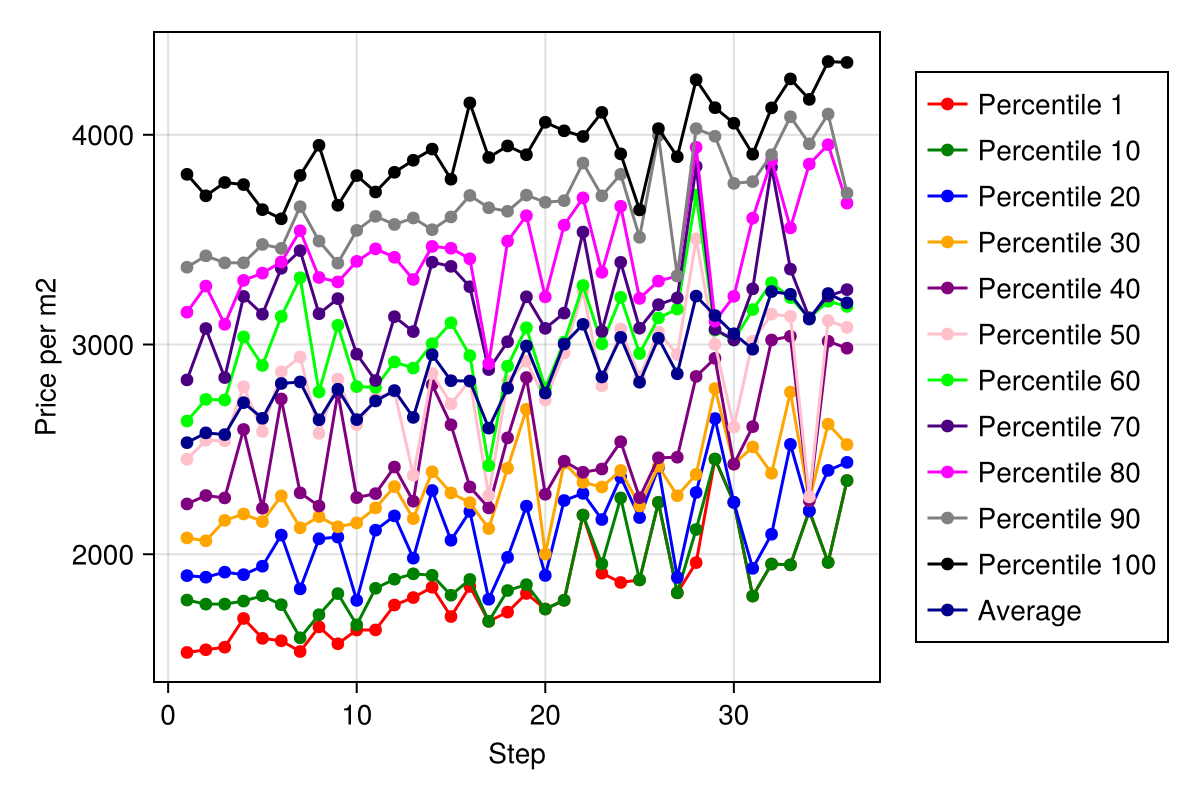 4000
3000
2000
Price per m2
0 10 20 30
Step
Percentile 1
Percentile 10
Percentile 20
Percentile 30
Percentile 40
Percentile 50
Percentile 60
Percentile 70
Percentile 80
Percentile 90
Percentile 100
Average